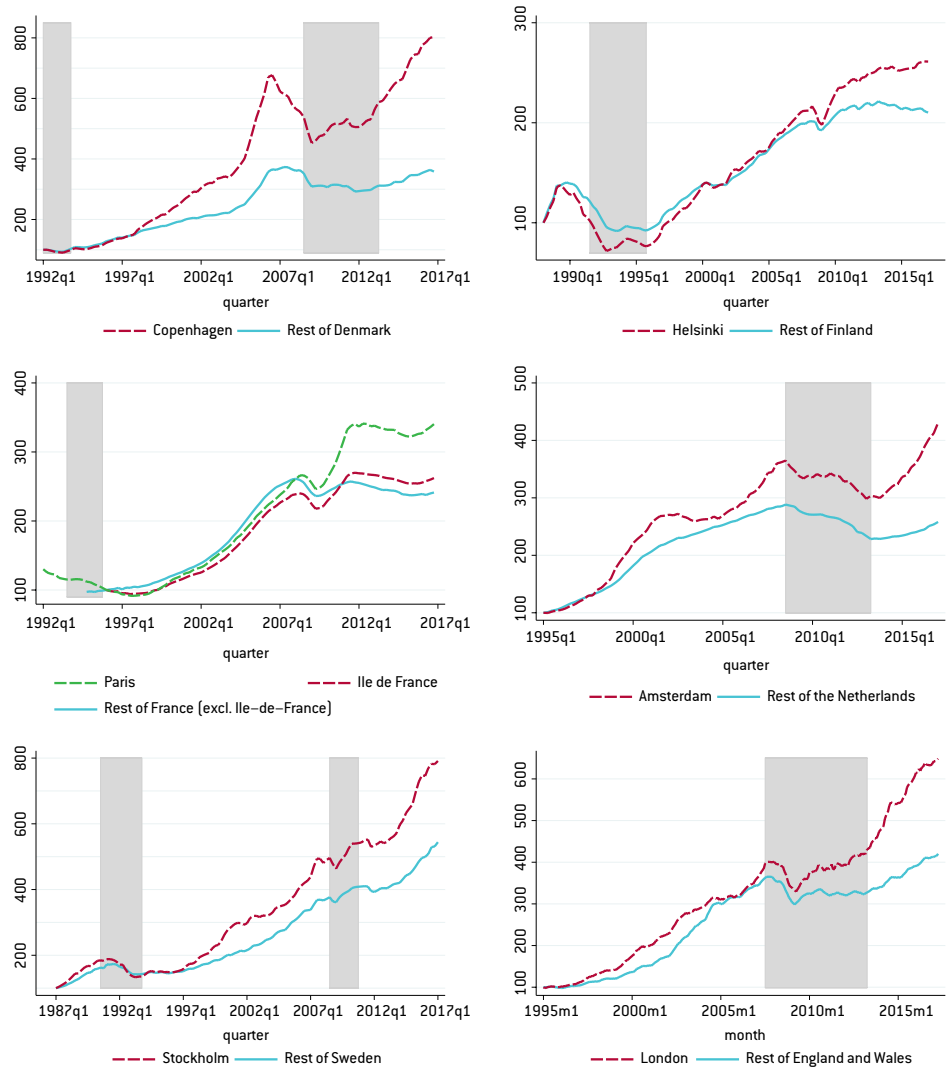 800
600
400
200
1992q1 1997q1 2002q1 2007q1 2012q1 2017q1
quarter
Copenhagen Rest of Denmark
300
200
100
1990q1 1995q1 2000q1 2005q1 2010q1 2015q1
quarter
Helsinki Rest of Finland
400
300
200
100
1992q1 1997q1 2002q1 2007q1 2012q1 2017q1
quarter
Paris Ile de France
Rest of France (excl. Ile–de–France)
500
400
300
200
100
1995q1 2000q1 2005q1 2010q1 2015q1
quarter
Amsterdam Rest of the Netherlands
800
600
400
200
1987q1 1992q1 1997q1 2002q1 2007q1 2012q1 2017q1
quarter
Stockholm Rest of Sweden
600
500
400
300
200
100
1995m1 2000m1 2005m1 2010m1 2015m1
month
London Rest of England and Wales